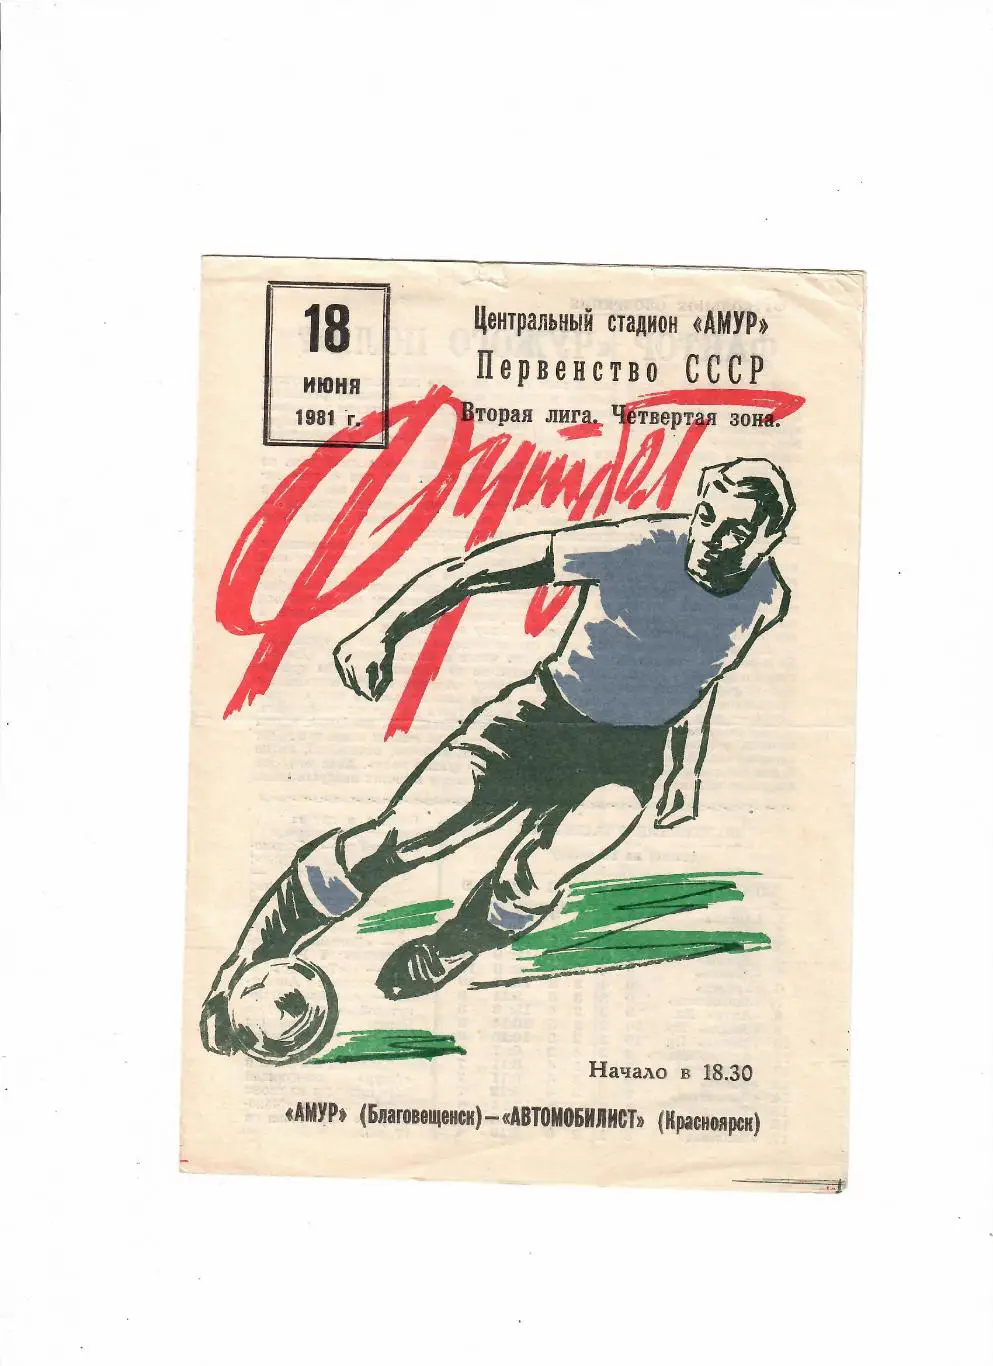 18
ИЮНЯ
1981 г.
Центральный стадион «АМУР»
Первенство СССР
Вторая лига. Четвертая зона.
Футбол
Начало в 18.30
«АМУР» (Благовещенск) — «АВТОМОБИЛИСТ» (Красноярск)